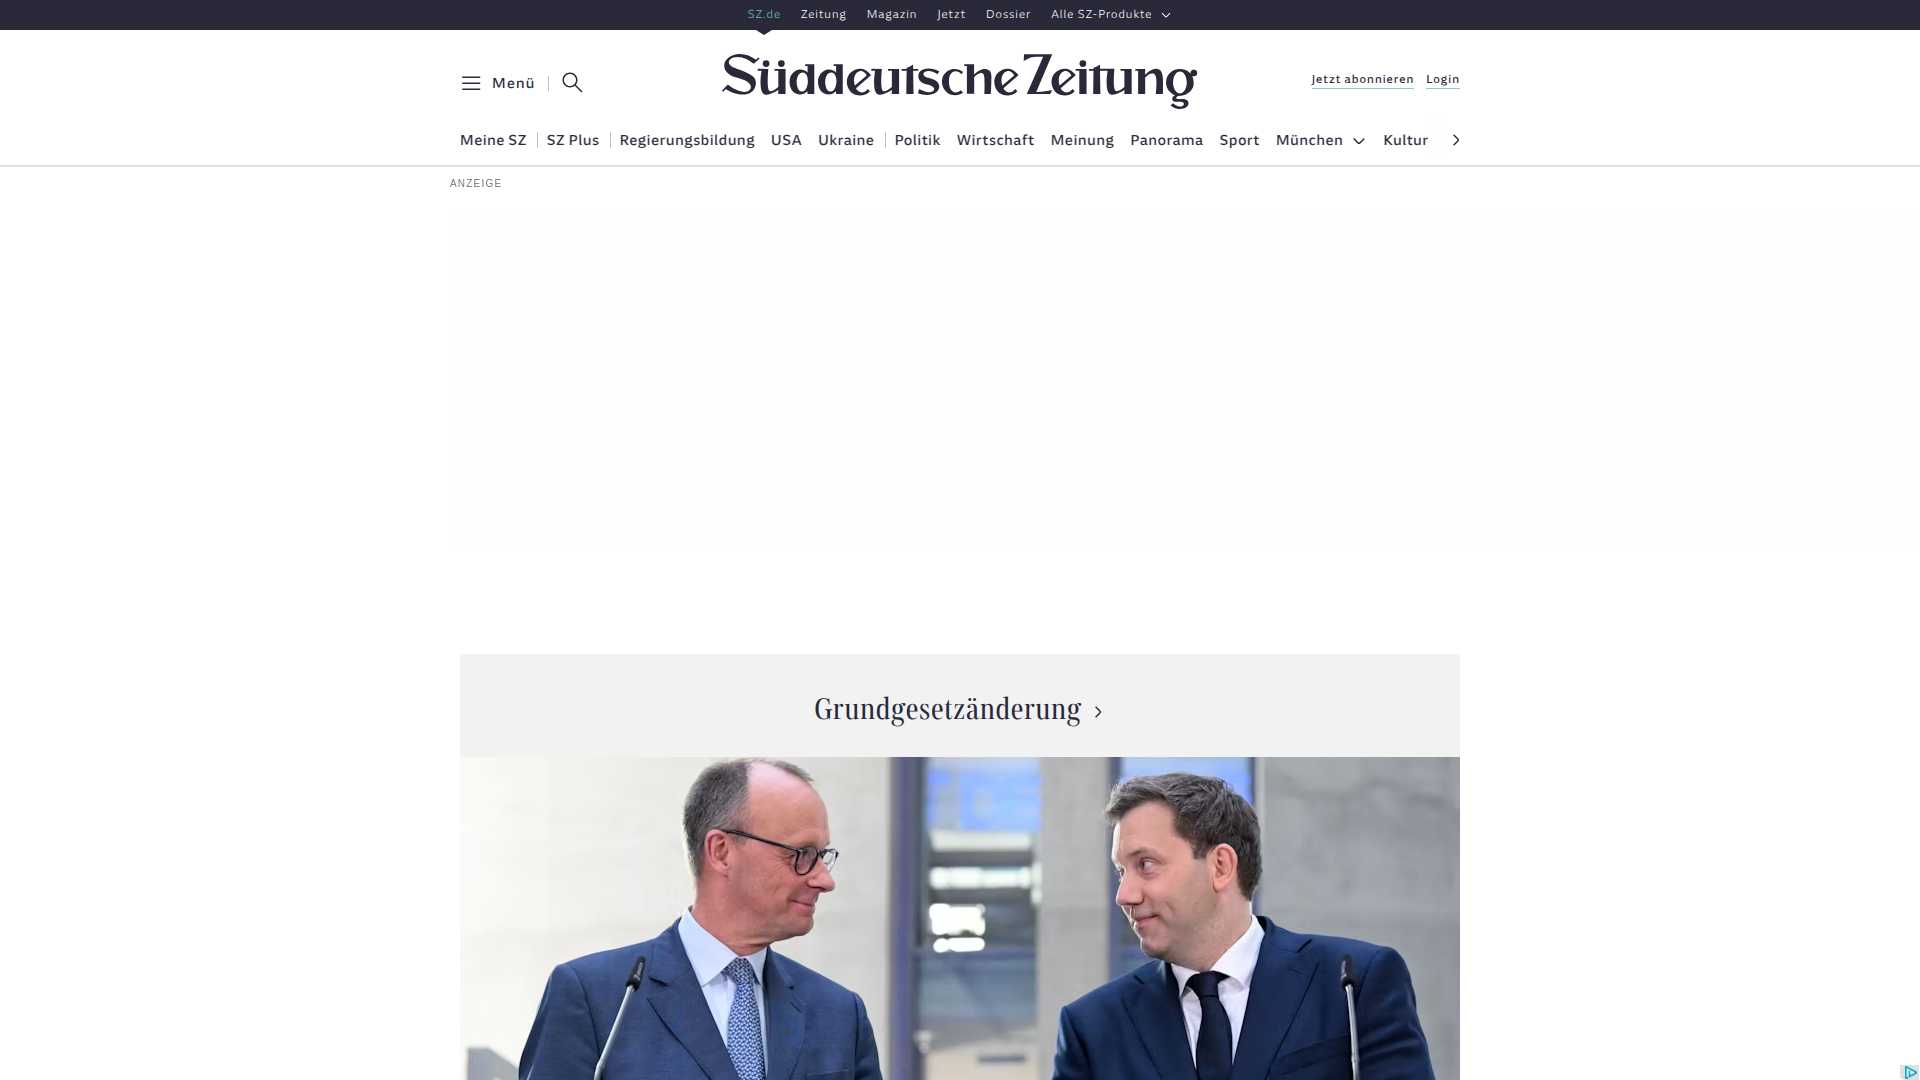 SZ.de Zeitung Magazin Jetzt Dossier Alle SZ-Produkte
Menü
Süddeutsche Zeitung
Jetzt abonnieren Login
Meine SZ SZ Plus Regierungsbildung USA Ukraine Politik Wirtschaft Meinung Panorama Sport München Kultur
ANZEIGE
Grundgesetzänderung